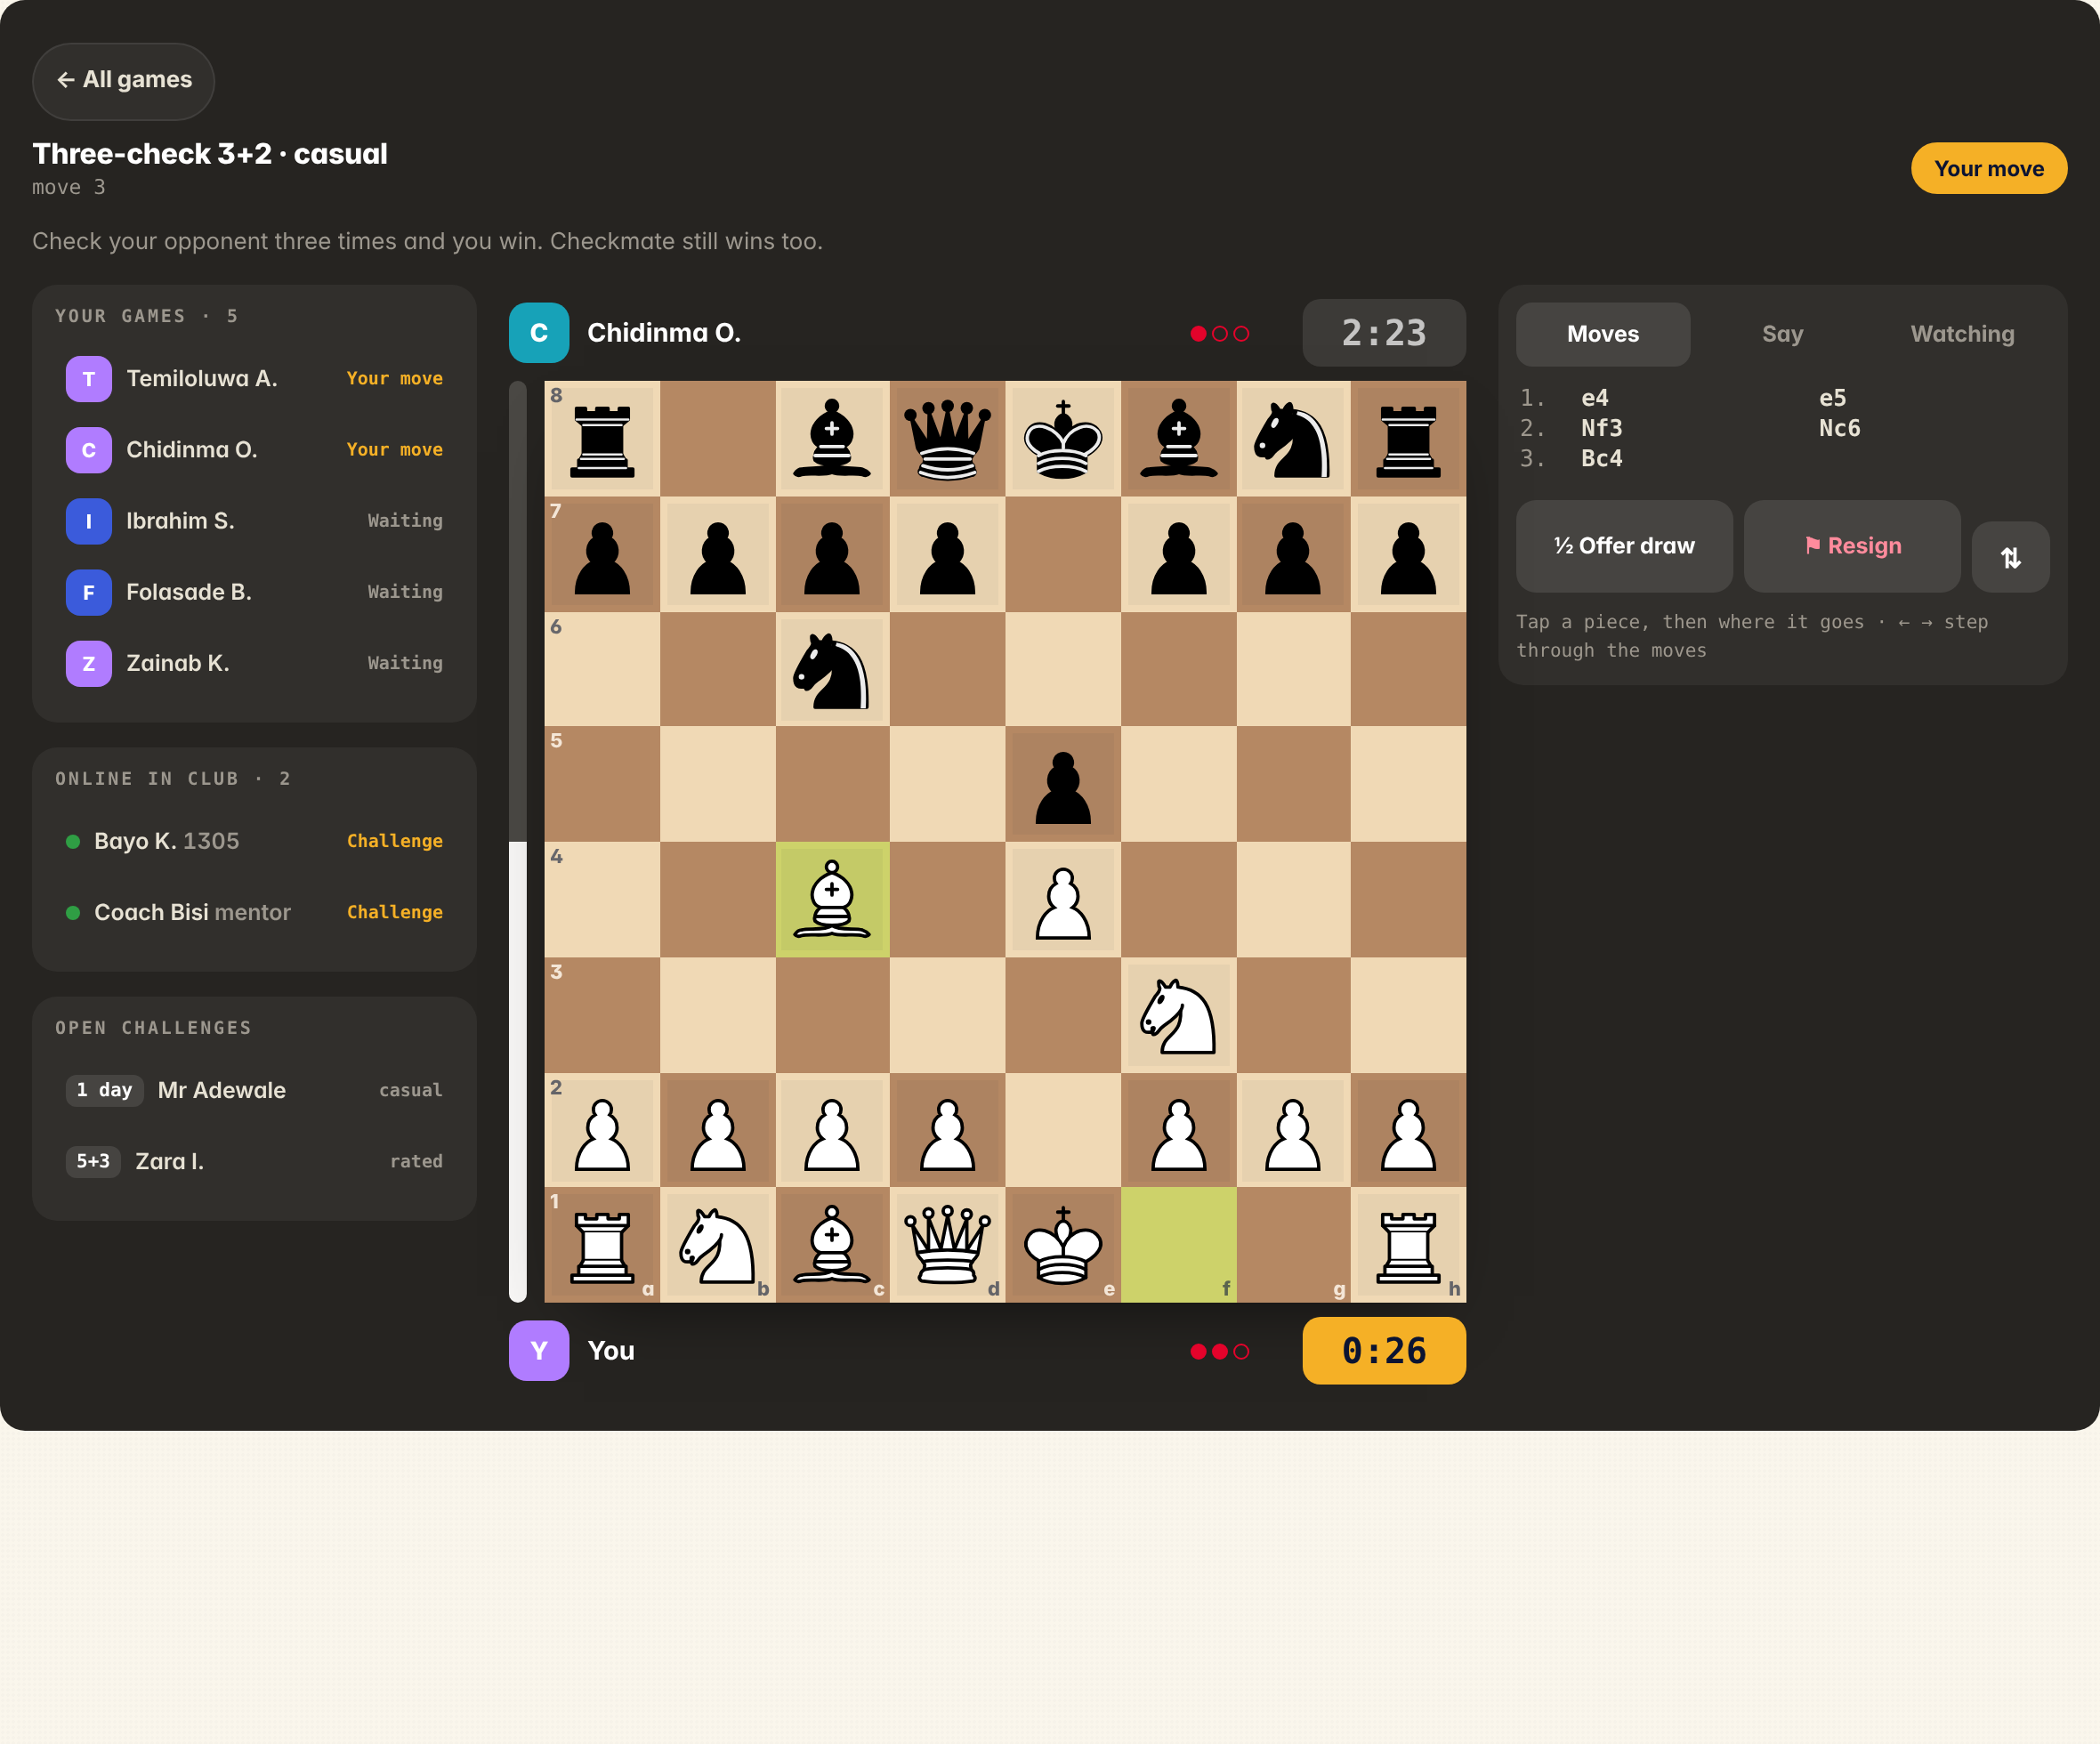 ← All games
Three-check 3+2 · casual
move 3
Your move
Check your opponent three times and you win. Checkmate still wins too.
YOUR GAMES · 5
T Temiloluwa A. Your move
C Chidinma O. Your move
I Ibrahim S. Waiting
F Folasade B. Waiting
Z Zainab K. Waiting
ONLINE IN CLUB · 2
Bayo K. 1305 Challenge
Coach Bisi mentor Challenge
OPEN CHALLENGES
1 day Mr Adewale casual
5+3 Zara I. rated
C Chidinma O. 2:23
8
7
6
5
4
3
2
1
a b c d e f g h
Y You 0:26
Moves Say Watching
1. e4 e5
2. Nf3 Nc6
3. Bc4
½ Offer draw ⚑ Resign ⇅
Tap a piece, then where it goes · ← → step
through the moves